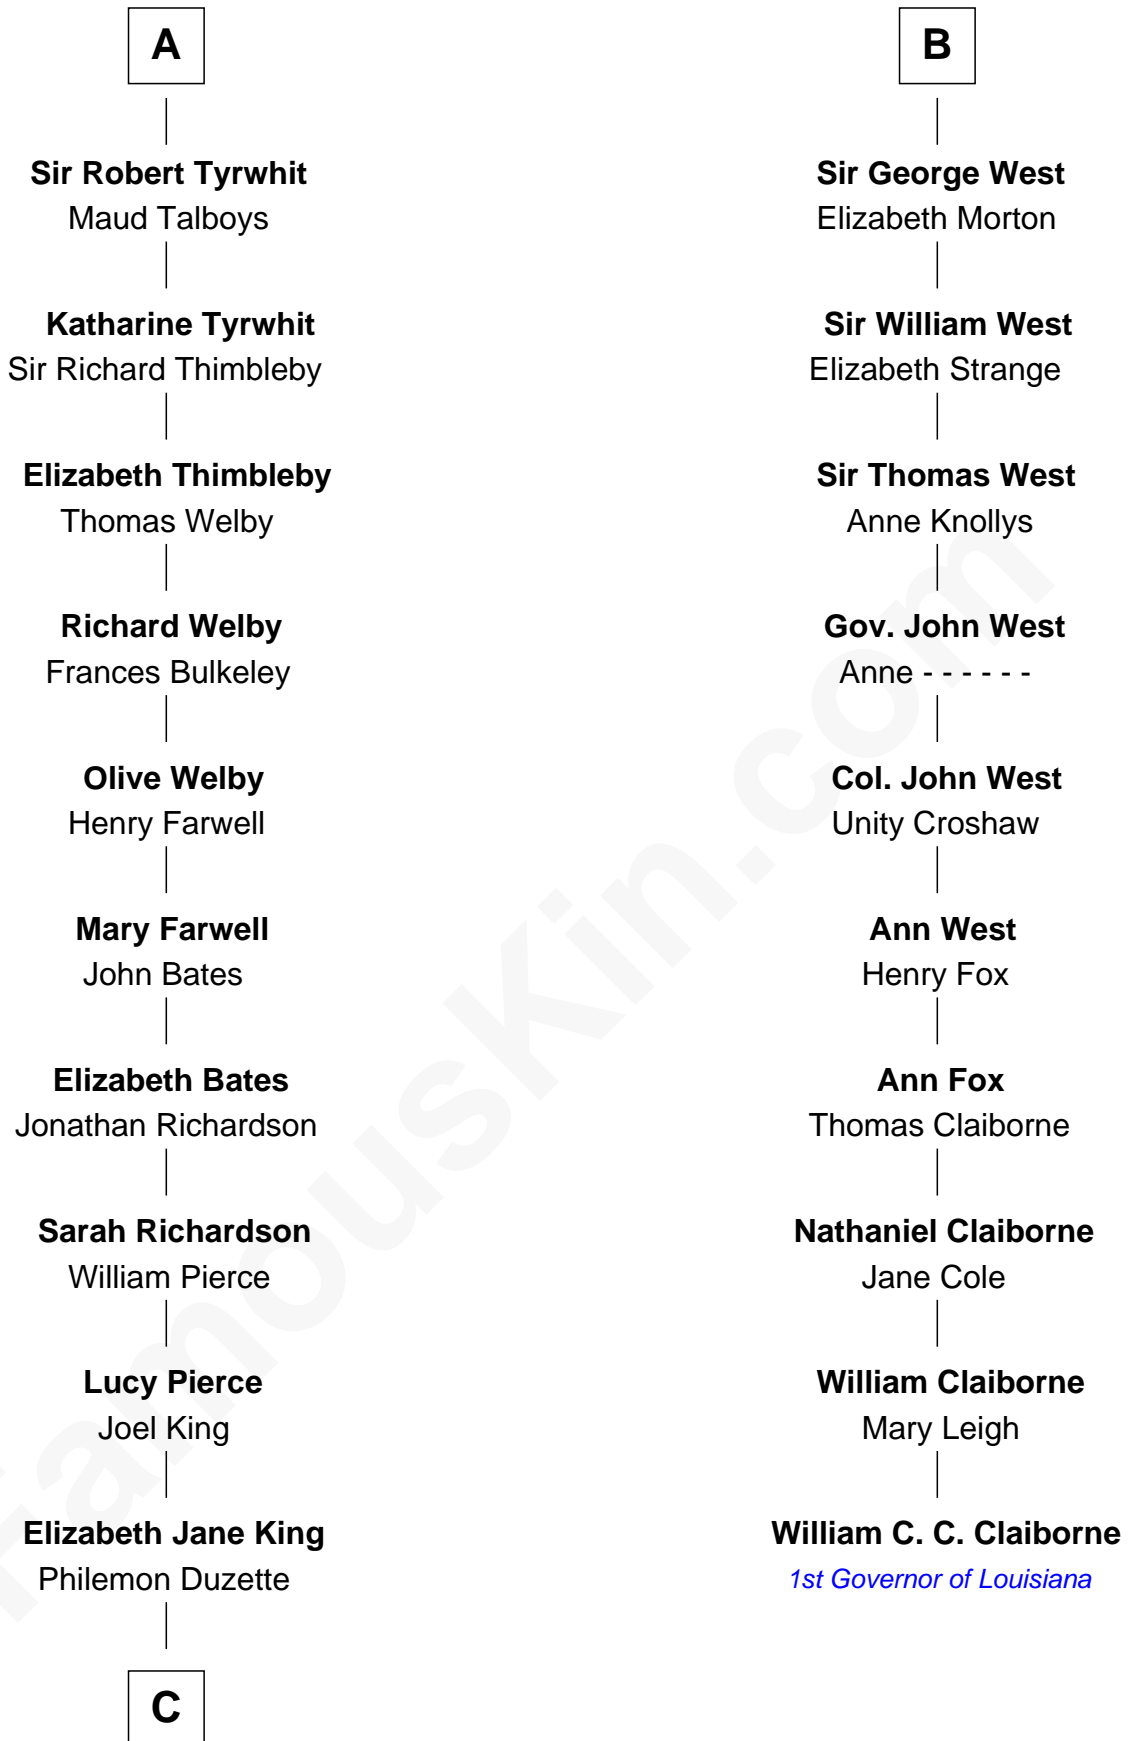 A
Sir Robert Tyrwhit
Maud Talboys
Katharine Tyrwhit
Sir Richard Thimbleby
Elizabeth Thimbleby
Thomas Welby
Richard Welby
Frances Bulkeley
Olive Welby
Henry Farwell
Mary Farwell
John Bates
Elizabeth Bates
Jonathan Richardson
Sarah Richardson
William Pierce
Lucy Pierce
Joel King
Elizabeth Jane King
Philemon Duzette
C
B
Sir George West
Elizabeth Morton
Sir William West
Elizabeth Strange
Sir Thomas West
Anne Knollys
Gov. John West
Anne - - - - - -
Col. John West
Unity Croshaw
Ann West
Henry Fox
Ann Fox
Thomas Claiborne
Nathaniel Claiborne
Jane Cole
William Claiborne
Mary Leigh
William C. C. Claiborne
1st Governor of Louisiana
FamousKin.com